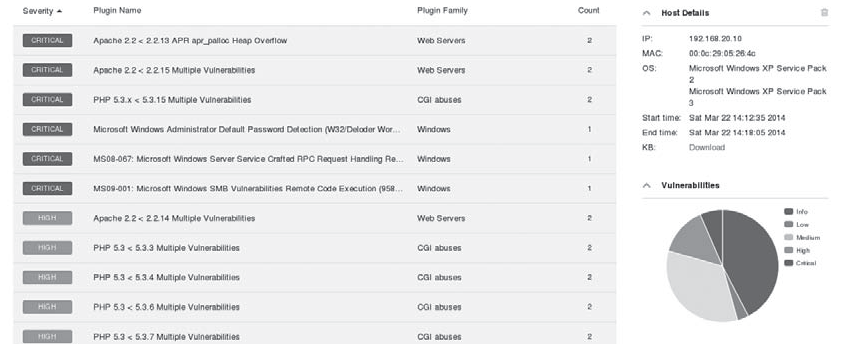 Severity Plugin Name Plugin Family Count
CRITICAL Apache 2.2 < 2.2.13 APR apr_palloc Heap Overflow Web Servers 2
CRITICAL Apache 2.2 < 2.2.15 Multiple Vulnerabilities Web Servers 2
CRITICAL PHP 5.3.x < 5.3.15 Multiple Vulnerabilities CGI abuses 2
CRITICAL Microsoft Windows Administrator Default Password Detection (W32/Deloder Wor... Windows 1
CRITICAL MS08-067: Microsoft Windows Server Service Crafted RPC Request Handling Re... Windows 1
CRITICAL MS09-001: Microsoft Windows SMB Vulnerabilities Remote Code Execution (958... Windows 1
HIGH Apache 2.2 < 2.2.14 Multiple Vulnerabilities Web Servers 2
HIGH PHP 5.3 < 5.3.3 Multiple Vulnerabilities CGI abuses 2
HIGH PHP 5.3 < 5.3.4 Multiple Vulnerabilities CGI abuses 2
HIGH PHP 5.3 < 5.3.6 Multiple Vulnerabilities CGI abuses 2
HIGH PHP 5.3 < 5.3.7 Multiple Vulnerabilities CGI abuses 2
Host Details
IP: 192.168.20.10
MAC: 00:0c:29:05:26:4c
OS: Microsoft Windows XP Service Pack
2
Microsoft Windows XP Service Pack
3
Start time: Sat Mar 22 14:12:35 2014
End time: Sat Mar 22 14:18:05 2014
KB: Download
Vulnerabilities
Info
Low
Medium
High
Critical